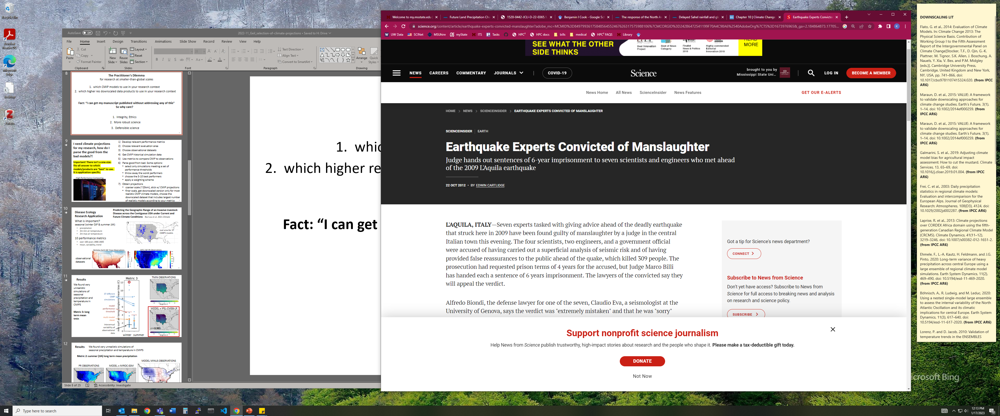 Recycle Bin
Acrobat
Reader DC
Microsoft
Edge
desktop
Zotero
AutoSave Off
2022-11_Geil_selection-of-climate-projections • Saved to H: Drive
File Home Insert Design Transitions Animations Slide Show Record Review View Help
Paste
Cut
Copy
Format Painter
Clipboard
New
Slide
Reuse
Slides
Layout
Reset
Section
Slides
Font
Text Direction
Align Text
Convert to SmartArt
Paragraph
Arrange
Quick
Styles
Drawing
8
The Practitioner's Dilemma
for research at smaller-than-global scales
1. which CMIP models to use in your research context
2. which higher res downscaled data products to use in your research context
Fact: "I can get my manuscript published without addressing any of this"
So why care?
1. Integrity, Ethics
2. More robust science
3. Defensible science
9
I need climate projections
for my research, how do I
parse the good from the
bad models?!
Important! There isn't a one-size-
fits-all answer to which
models/products are "best" to use.
It is application specific.
High Performance Computing
1) Develop relevant performance metrics
2) Choose relevant evaluation area
3) Choose observational datasets
4) Get CMIP historical simulation data
5) Use metrics to compare CMIP to observations
6) Parse good from bad. Some options:
• select only simulations meeting a set of
performance thresholds
• throw away the worst performers
• choose the 5-10 best performers
• apply a weighting scheme
7) Obtain projections
• coarser scale (~25km), stick w/ CMIP projections
• finer scale, get downscaled version only for most
realistic CMIP climate models, choose the
downscaled dataset that includes largest number
of realistic models according to your metrics
10
Disease Ecology
Research Application
Predicting the Geographic Range of an Invasive Livestock
Disease across the Contiguous USA under Current and
Future Climate Conditions - Burruss et al. 2021 Climate
What is important?
seasonal (winter DJF & summer JJA):
• precipitation
• 2m min air temperature
• 2m max air temperature
10 performance metrics
• over 100 years 1906-2005
• mean, variability, trend
eval area for 37
CMIP5 models
Berkeley Earth DJF Tmax Observations
GPCC DJF PR Observations
observational
datasets
11
Results
We found very
unrealistic
simulations of
seasonal
precipitation and
temperature in
CMIP5
Metric 3: long
term mean
tmin
37 different
CMIP
simulations
model
performance
threshold
multi-model
mean
interannual
variability of
observational
data
Metric 3
min surf air temp longterm mean bias (C)
12
10
8
6
4
2
0
winter summer
TMIN OBSERVATIONS
degrees C
MODEL = IPSL-CM5B-LR
r = 0.981
degrees C
12
Results
We found very unrealistic simulations of
seasonal precipitation and temperature in CMIP5
Metric 2: summer (JJA) long term mean precipitation
PR OBSERVATIONS
MODEL = MIROC-ESM
MODEL MINUS OBSERVATIONS
Slide 8 of 25
Accessibility: Investigate
1. whic
2. which higher re
Fact: "I can get
Welcome to my.msstate.edu
Future Land Precipitation Cha
1520-0442-JCLI-D-22-0365.1.
Benjamin I Cook - Google Sch
The response of the North A
Delayed Sahel rainfall and glo
Chapter 10 | Climate Change
Earthquake Experts Convicted
science.org/content/article/earthquake-experts-convicted-manslaughter?adobe_mc=MCMID%3D84979936175848564552467626317575988106%7CMCORGID%3D242B6472541199F70A4C98A6%2540AdobeOrg%7CTS%3D1673976965&_ga=2.184864873.17705...
UW Data SCINet MSUhire myState ITS Tasks HPC² HPC docs bills medical HPC² FAQS Library
SEE WHAT THE OTHER
SIDE THINKS
Best Innovation
Project
Best of News
Category
Finalist
News & Politics
2018
Highly commended
Editorial
Innovation 2018
READ
MORE
NEWS CAREERS COMMENTARY JOURNALS COVID-19
Science
brought to you by
Mississippi State Uni...
LOG IN
BECOME A MEMBER
News Home All News ScienceInsider News Features
GET OUR E-ALERTS
HOME > NEWS > SCIENCEINSIDER > EARTHQUAKE EXPERTS CONVICTED OF MANSLAUGHTER
SCIENCEINSIDER | EARTH
Earthquake Experts Convicted of Manslaughter
Judge hands out sentences of 6-year imprisonment to seven scientists and engineers who met ahead
of the 2009 L'Aquila earthquake
22 OCT 2012 • BY EDWIN CARTLIDGE
L'AQUILA, ITALY—Seven experts tasked with giving advice ahead of the deadly earthquake
that struck here in 2009 have been found guilty of manslaughter by a judge in the central
Italian town this evening. The four scientists, two engineers, and a government official
were accused of having carried out a superficial analysis of seismic risk and of having
provided false reassurances to the public ahead of the quake, which killed 309 people. The
prosecution had requested prison terms of 4 years for the accused, but Judge Marco Billi
has handed each a sentence of 6 years imprisonment. The lawyers of the convicted say they
will appeal the verdict.
Alfredo Biondi, the defense lawyer for one of the seven, Claudio Eva, a seismologist at the
University of Genova, says the verdict was "extremely mistaken" and that he was "sorry"
Got a tip for Science's news department?
CONNECT >
Subscribe to News from Science
Don't yet have access? Subscribe to News from
Science for full access to breaking news and analysis
on research and science policy.
SUBSCRIBE >
Support nonprofit science journalism
Help News from Science publish trustworthy, high-impact stories about research and the people who shape it. Please make a tax-deductible gift today.
DONATE
Not Now
DOWNSCALING LIT
Flato, G. et al., 2014: Evaluation of Climate
Models. In: Climate Change 2013: The
Physical Science Basis. Contribution of
Working Group I to the Fifth Assessment
Report of the Intergovernmental Panel on
Climate Change[Stocker, T.F., D. Qin, G.-K.
Plattner, M. Tignor, S.K. Allen, J. Boschung, A.
Nauels, Y. Xia, V. Bex, and P.M. Midgley
(eds.)]. Cambridge University Press,
Cambridge, United Kingdom and New York,
NY, USA, pp. 741–866, doi:
10.1017/cbo9781107415324.020. (from IPCC
AR6)
Maraun, D. et al., 2015: VALUE: A framework
to validate downscaling approaches for
climate change studies. Earth's Future, 3(1),
1–14, doi: 10.1002/2014ef000259. (from
IPCC AR6)
Maraun, D. et al., 2015: VALUE: A framework
to validate downscaling approaches for
climate change studies. Earth's Future, 3(1),
1–14, doi: 10.1002/2014ef000259. (from
IPCC AR6)
Galmarini, S. et al., 2019: Adjusting climate
model bias for agricultural impact
assessment: How to cut the mustard. Climate
Services, 13, 65–69, doi:
10.1016/j.cliser.2019.01.004. (from IPCC
AR6)
Frei, C. et al., 2003: Daily precipitation
statistics in regional climate models:
Evaluation and intercomparison for the
European Alps. Journal of Geophysical
Research: Atmospheres, 108(D3), 4124, doi:
10.1029/2002jd002287. (from IPCC AR6)
Laprise, R. et al., 2013: Climate projections
over CORDEX Africa domain using the fifth-
generation Canadian Regional Climate Model
(CRCM5). Climate Dynamics, 41(11–12),
3219–3246, doi: 10.1007/s00382-012-1651-2.
(from IPCC AR6)
Ehmele, F., L.-A. Kautz, H. Feldmann, and J.G.
Pinto, 2020: Long-term variance of heavy
precipitation across central Europe using a
large ensemble of regional climate model
simulations. Earth System Dynamics, 11(2),
469–490, doi: 10.5194/esd-11-469-2020.
(from IPCC AR6)
Böhnisch, A., R. Ludwig, and M. Leduc, 2020:
Using a nested single-model large ensemble
to assess the internal variability of the North
Atlantic Oscillation and its climatic
implications for central Europe. Earth System
Dynamics, 11(3), 617–640, doi:
10.5194/esd-11-617-2020. (from IPCC AR6)
Lorenz, P. and D. Jacob, 2010: Validation of
temperature trends in the ENSEMBLES
crosoft Bing
Type here to search
12:13 PM
1/17/2023